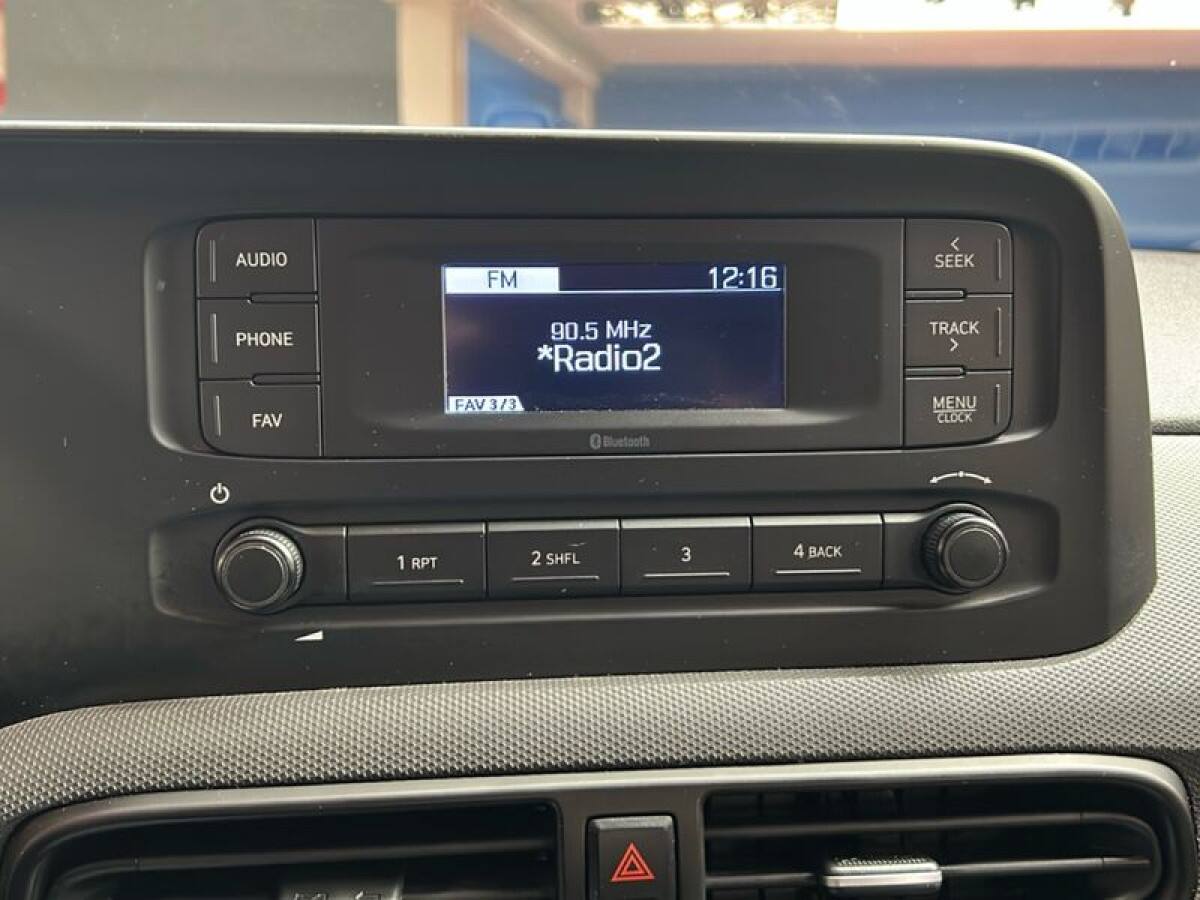 AUDIO
PHONE
FAV
FM 12:16
90.5 MHz
*Radio2
FAV 3/3
Bluetooth
< SEEK
TRACK >
MENU
CLOCK
1 RPT
2 SHFL
3
4 BACK